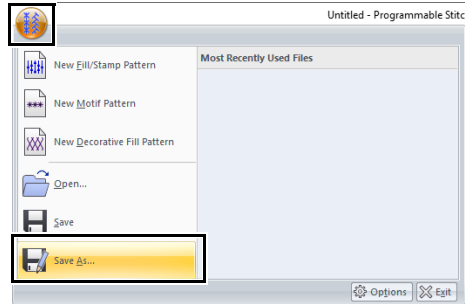 Untitled - Programmable Stitc
New Fill/Stamp Pattern
Most Recently Used Files
New Motif Pattern
New Decorative Fill Pattern
Open...
Save
Save As...
Options
Exit